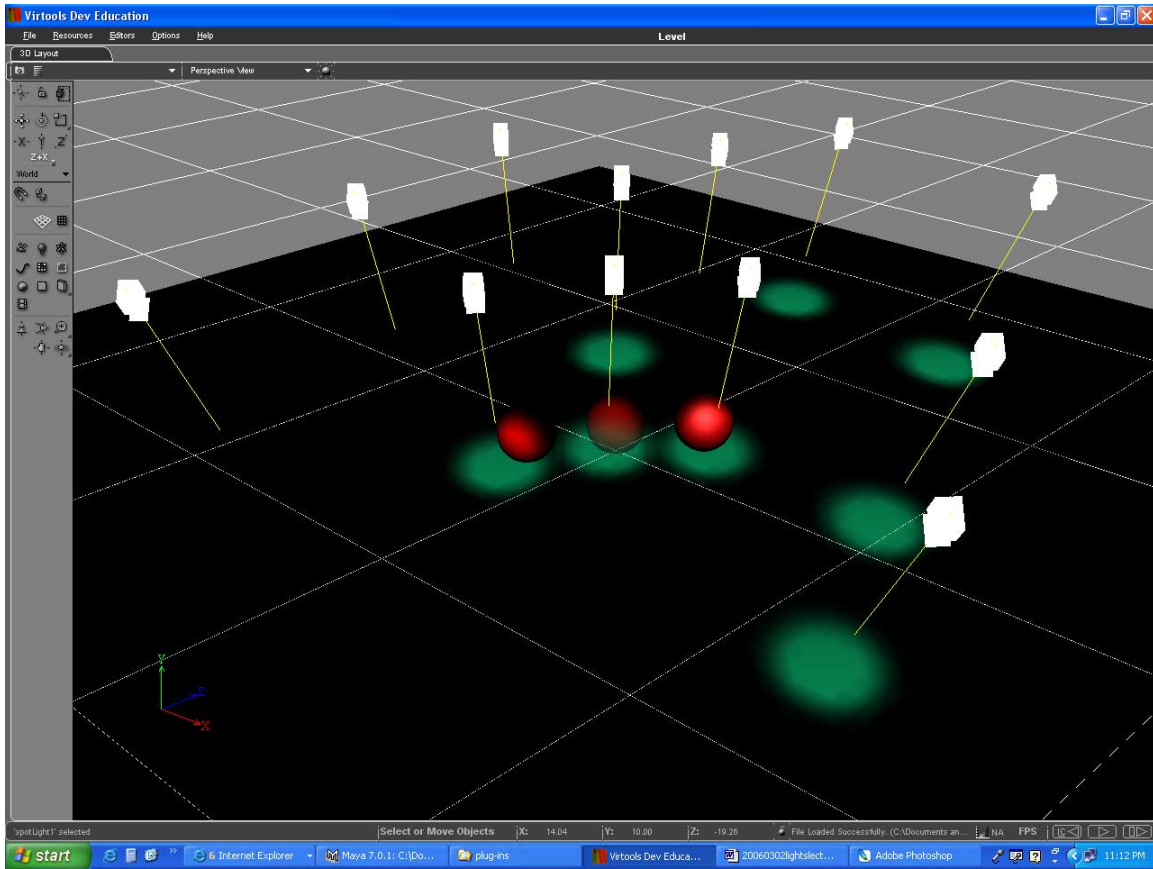 Virtools Dev Education
File Resources Editors Options Help Level
3D Layout
Perspective View
-X- Y Z
Z+X
World
Y
Z
X
'spotLight1' selected Select or Move Objects X: 14.04 Y: 10.00 Z: -19.26 File Loaded Successfully. (C:\Documents an... NA FPS
start 6 Internet Explorer Maya 7.0.1: C:\Do... plug-ins Virtools Dev Educa... 20060302lightslect... Adobe Photoshop 11:12 PM